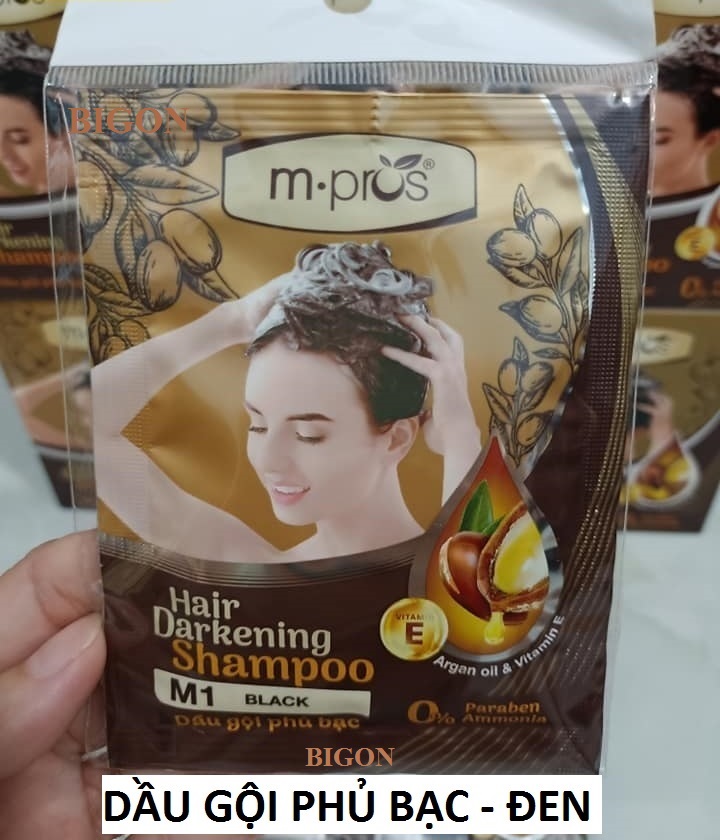 BIGON
m.pros®
Hair
Darkening
Shampoo
M1 BLACK
Dầu gội phủ bạc
VITAMIN
E
Argan oil & Vitamin E
0% Paraben
Ammonia
BIGON
DẦU GỘI PHỦ BẠC - ĐEN